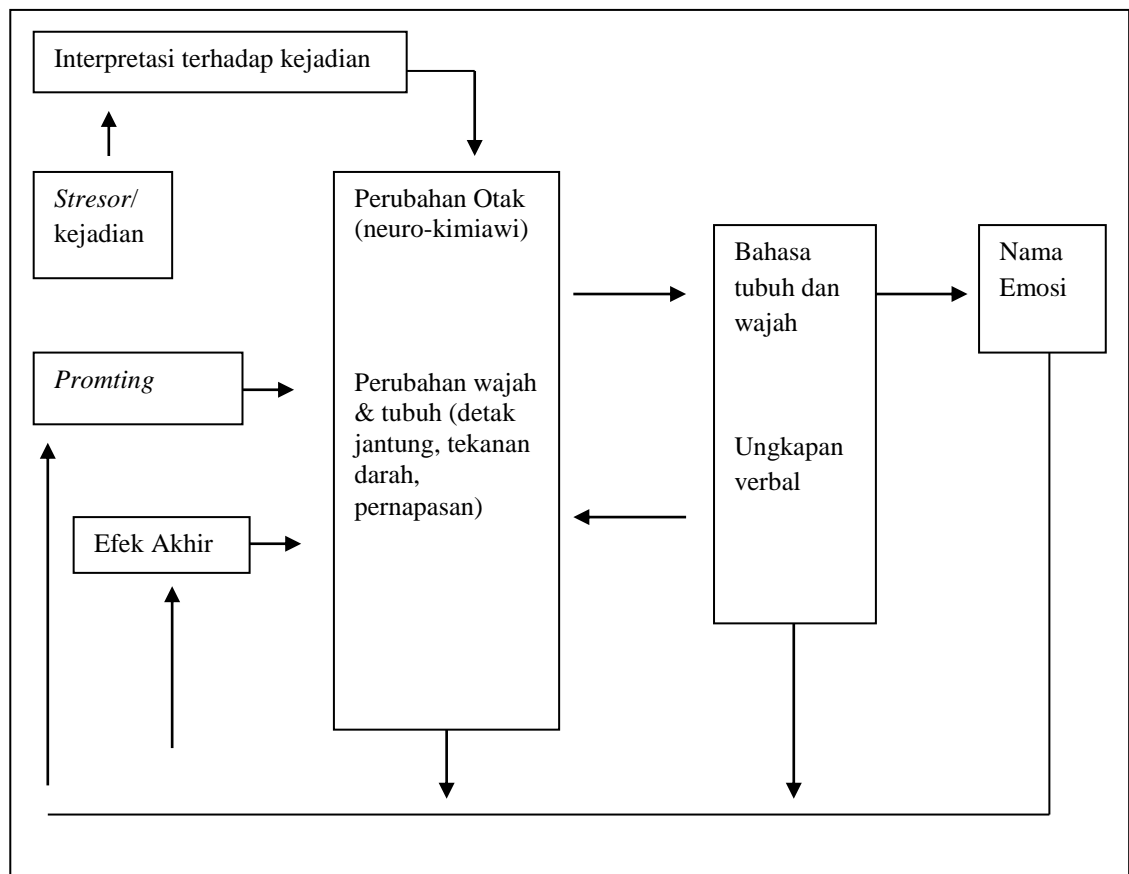 Interpretasi terhadap kejadian
Stresor/
kejadian
Perubahan Otak
(neuro-kimiawi)
Perubahan wajah
& tubuh (detak
jantung, tekanan
darah,
pernapasan)
Bahasa
tubuh dan
wajah
Ungkapan
verbal
Nama
Emosi
Promting
Efek Akhir